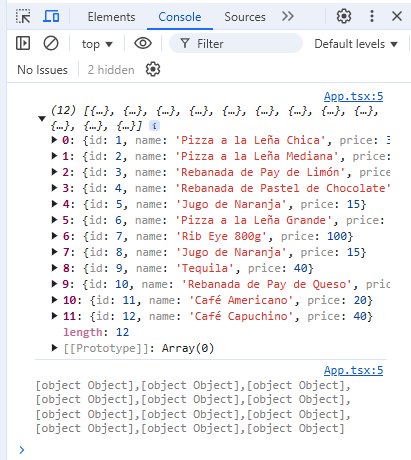 Elements Console Sources
top Filter Default levels
No Issues 2 hidden
App.tsx:5
(12) [{…}, {…}, {…}, {…}, {…}, {…}, {…}, {…}, {…},
{…}, {…}, {…}] i
0: {id: 1, name: 'Pizza a la Leña Chica', price: 3
1: {id: 2, name: 'Pizza a la Leña Mediana', price:
2: {id: 3, name: 'Rebanada de Pay de Limón', price:
3: {id: 4, name: 'Rebanada de Pastel de Chocolate'
4: {id: 5, name: 'Jugo de Naranja', price: 15}
5: {id: 6, name: 'Pizza a la Leña Grande', price:
6: {id: 7, name: 'Rib Eye 800g', price: 100}
7: {id: 8, name: 'Jugo de Naranja', price: 15}
8: {id: 9, name: 'Tequila', price: 40}
9: {id: 10, name: 'Rebanada de Pay de Queso', price:
10: {id: 11, name: 'Café Americano', price: 20}
11: {id: 12, name: 'Café Capuchino', price: 40}
length: 12
[[Prototype]]: Array(0)
App.tsx:5
[object Object],[object Object],[object Object],
[object Object],[object Object],[object Object],
[object Object],[object Object],[object Object],
[object Object],[object Object],[object Object]